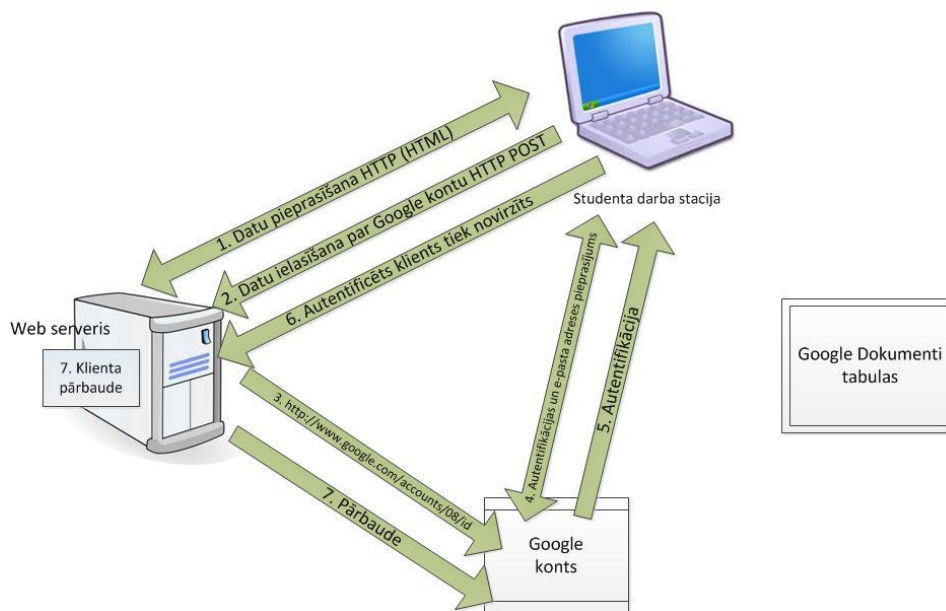 1. Datu pieprasīšana HTTP (HTML)
2. Datu ielasīšana par Google kontu HTTP POST
6. Autentificēts klients tiek novirzīts
Studenta darba stacija
Web serveris
7. Klienta
pārbaude
3. http://www.google.com/accounts/08/id
7. Pārbaude
4. Autentifikācijas un e-pasta adreses pieprasījums
5. Autentifikācija
Google
konts
Google Dokumenti
tabulas